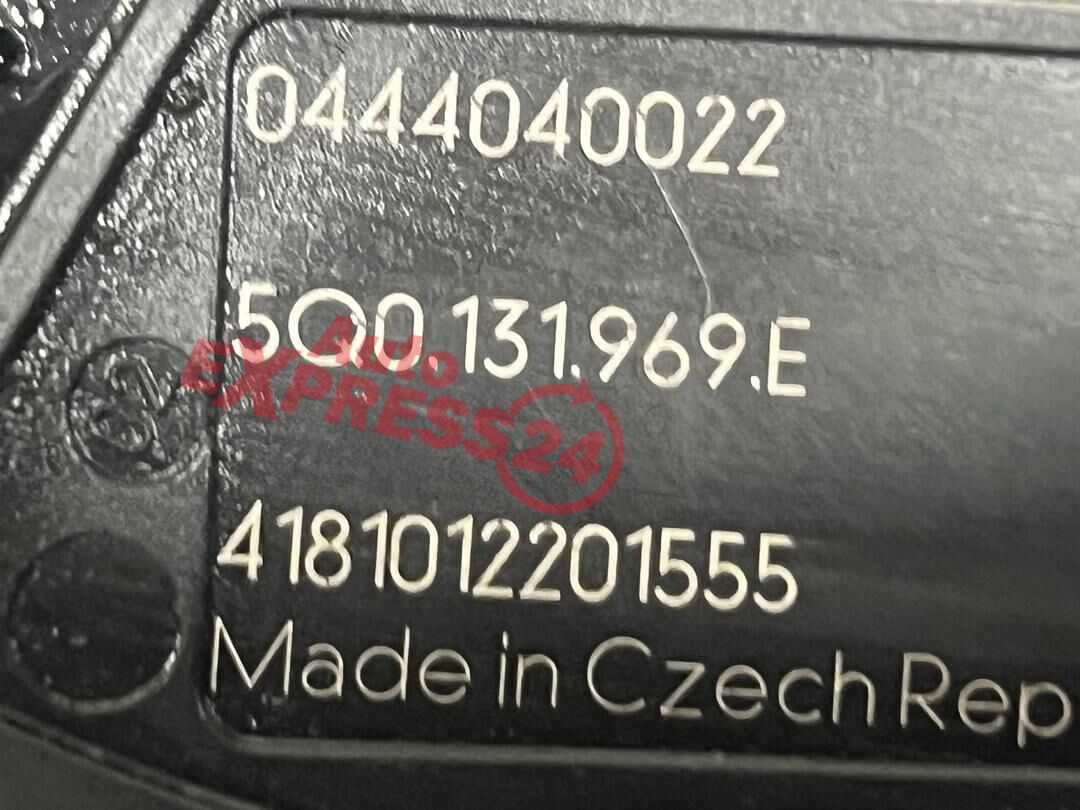 0444040022
5Q0.131.969.E
Auto
EXPRESS24
4181012201555
Made in Czech Rep